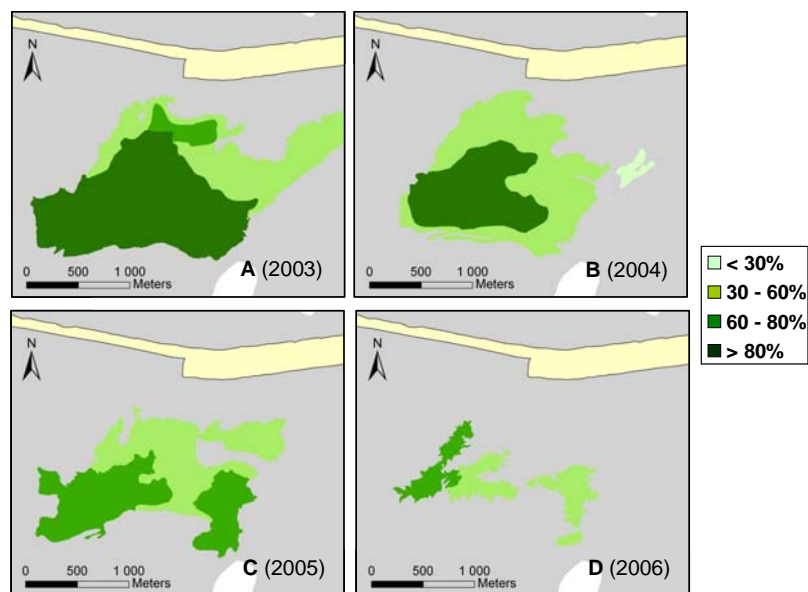 N
0 500 1 000
Meters
A (2003)
N
0 500 1 000
Meters
B (2004)
< 30%
30 - 60%
60 - 80%
> 80%
N
0 500 1 000
Meters
C (2005)
N
0 500 1 000
Meters
D (2006)